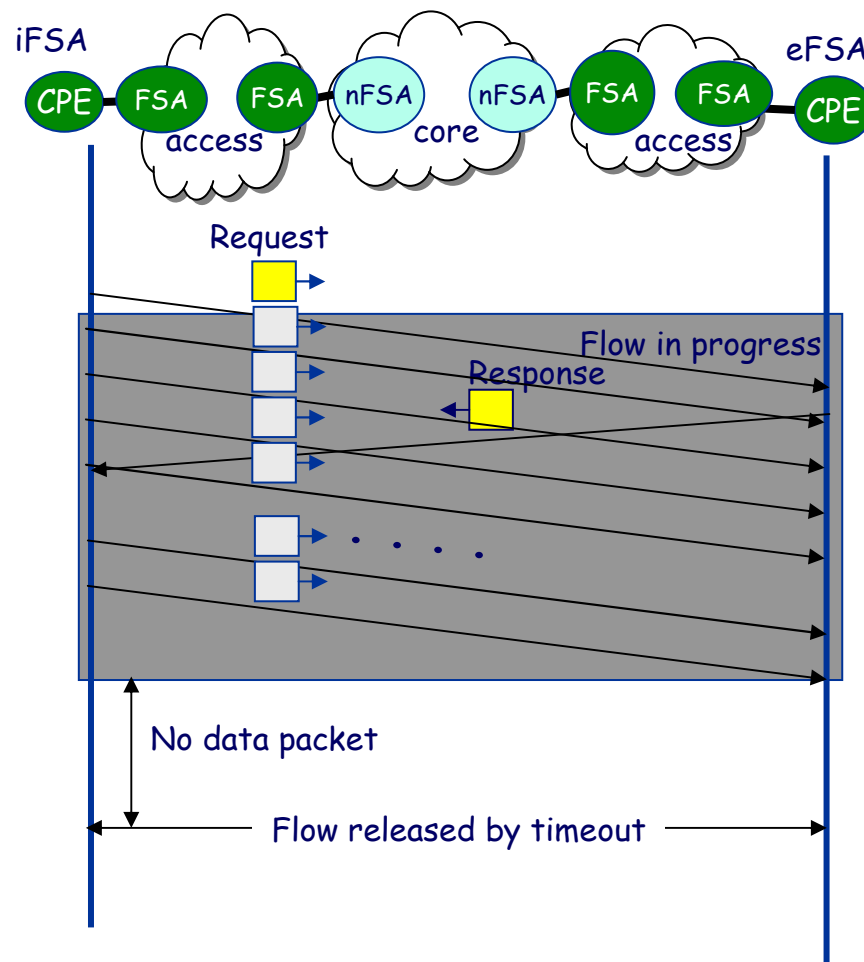 iFSA
eFSA
CPE
FSA
FSA
nFSA
nFSA
FSA
FSA
CPE
access
core
access
Request
Flow in progress
Response
. . . .
No data packet
Flow released by timeout